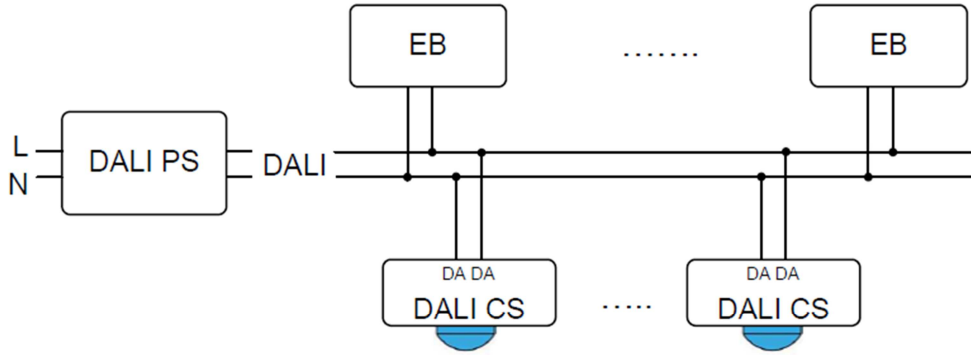 EB ....... EB
L
DALI PS DALI
N
DA DA DA DA
DALI CS ..... DALI CS